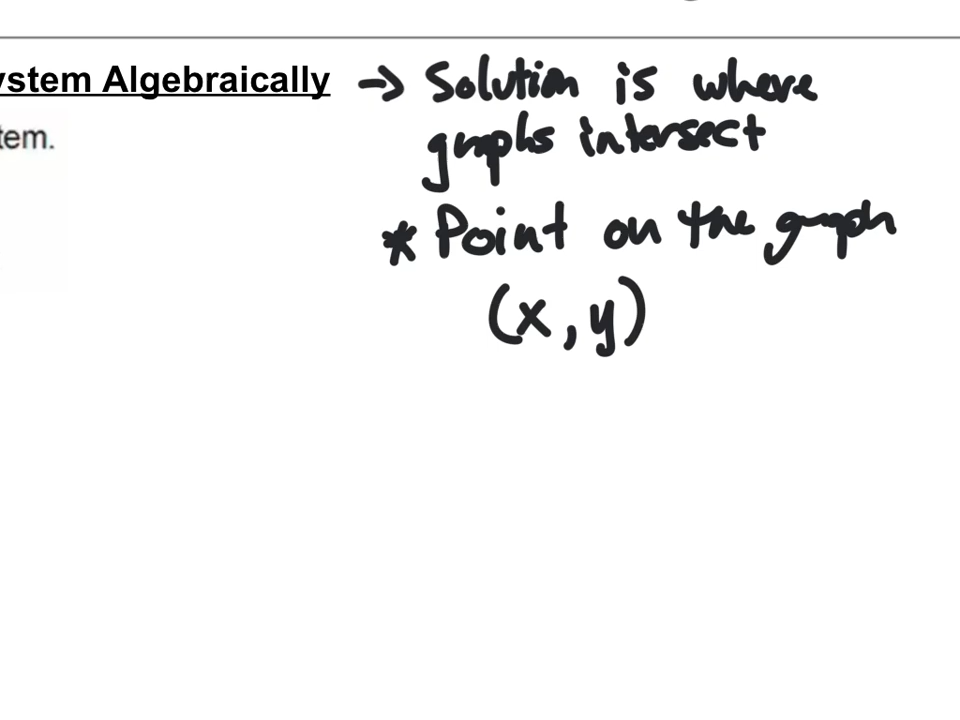 ystem Algebraically → Solution is where
graphs intersect
tem.
* Point on the graph
(x, y)